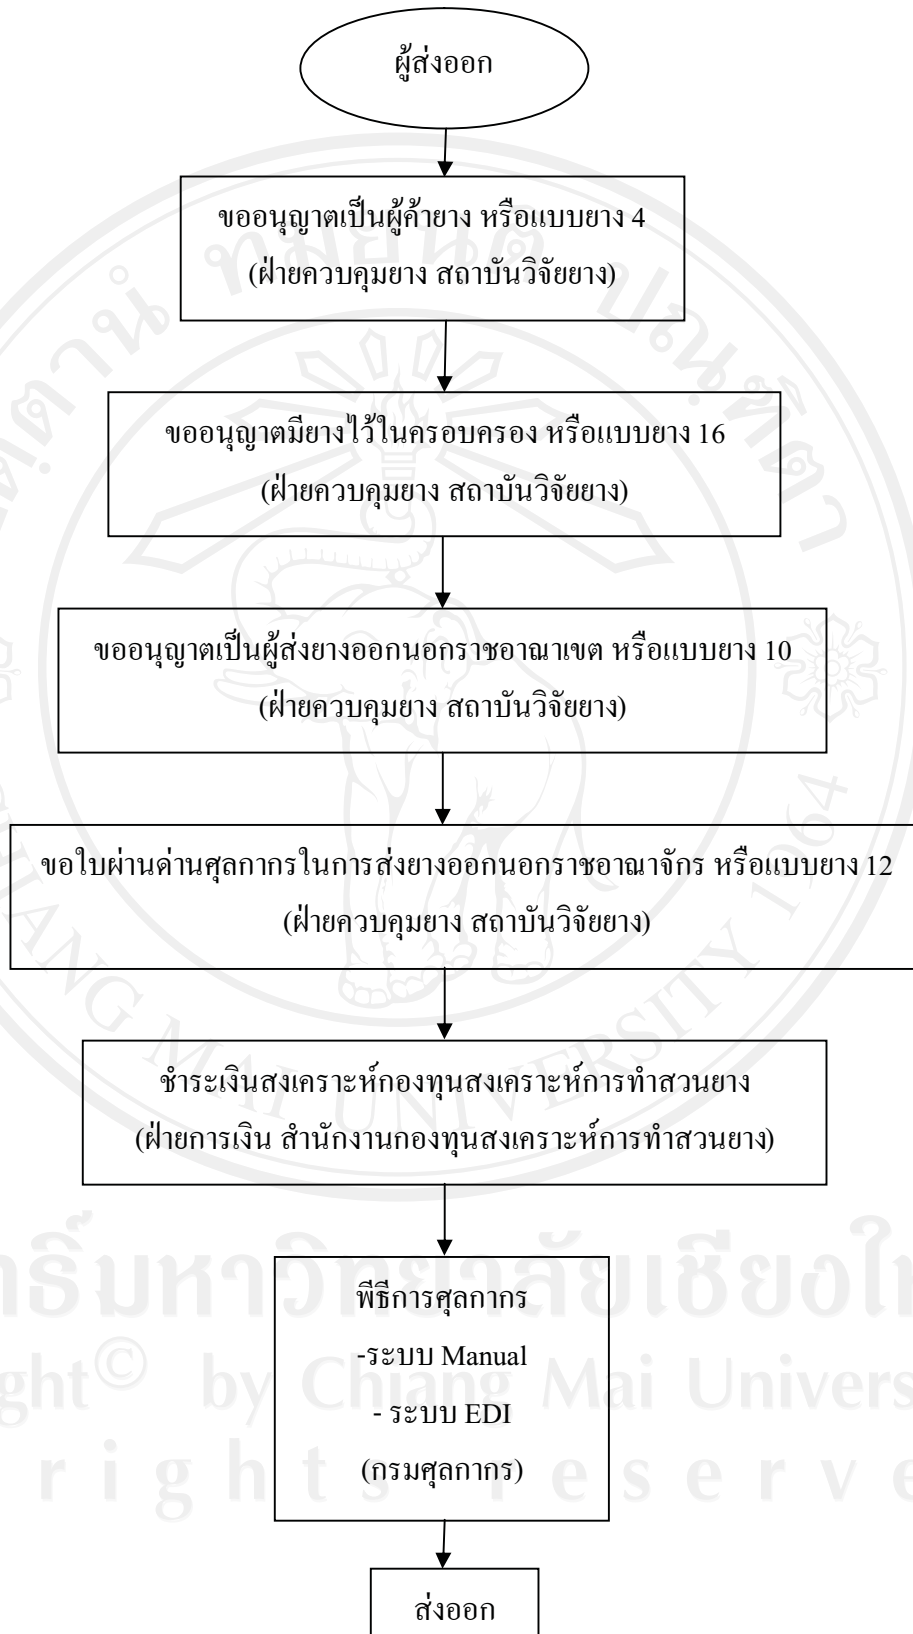 ผู้ส่งออก
ขออนุญาตเป็นผู้ค้ายาง หรือแบบยาง 4
(ฝ่ายควบคุมยาง สถาบันวิจัยยาง)
ขออนุญาตมียางไว้ในครอบครอง หรือแบบยาง 16
(ฝ่ายควบคุมยาง สถาบันวิจัยยาง)
ขออนุญาตเป็นผู้ส่งยางออกนอกราชอาณาเขต หรือแบบยาง 10
(ฝ่ายควบคุมยาง สถาบันวิจัยยาง)
ขอใบผ่านด่านศุลกากรในการส่งยางออกนอกราชอาณาจักร หรือแบบยาง 12
(ฝ่ายควบคุมยาง สถาบันวิจัยยาง)
ชำระเงินสงเคราะห์กองทุนสงเคราะห์การทำสวนยาง
(ฝ่ายการเงิน สำนักงานกองทุนสงเคราะห์การทำสวนยาง)
พีธีการศุลกากร
-ระบบ Manual
- ระบบ EDI
(กรมศุลกากร)
ส่งออก
CHIANG MAI UNIVERSITY 1964
by Chiang Mai
right